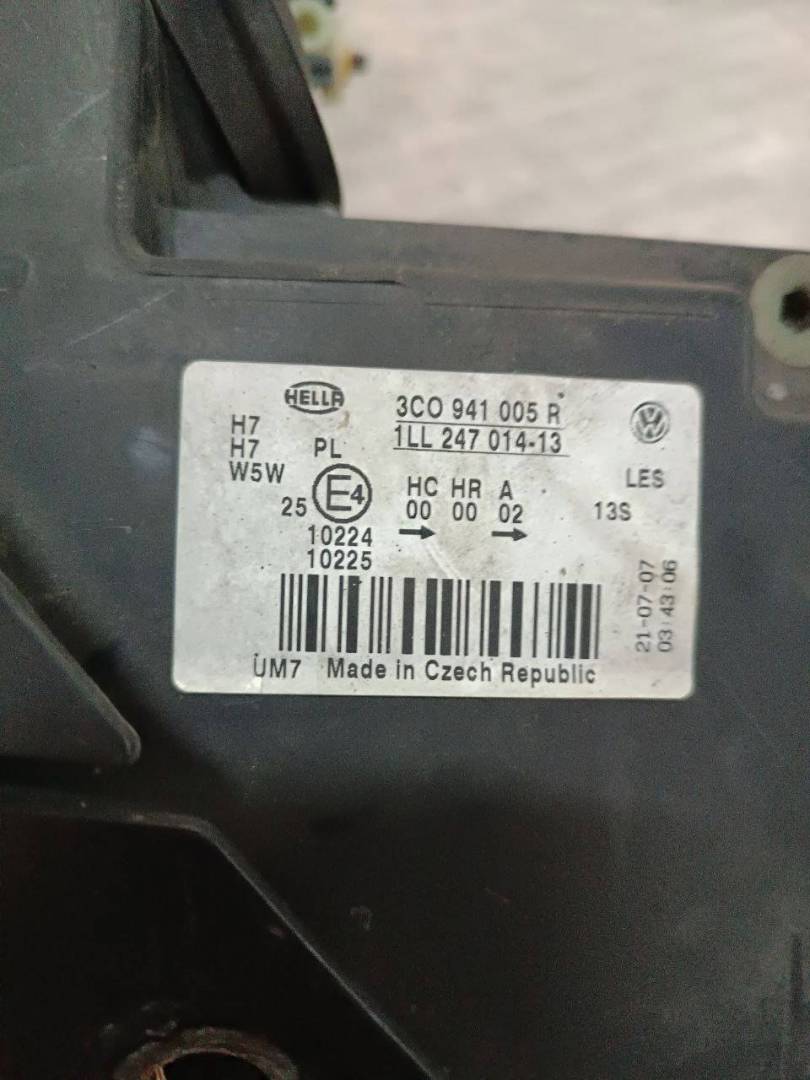 HELLA
3C0 941 005 R
1LL 247 014-13
H7
H7 PL
W5W
LES
25 E4 HC HR A
00 00 02 13S
10224
10225
21-07-07
03:43:06
UM7 Made in Czech Republic